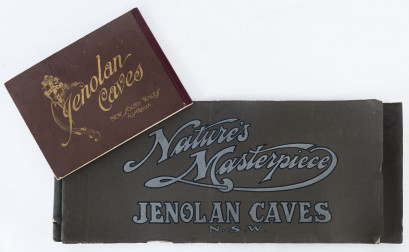 Jenolan
Caves
NEW SOUTH WALES
AUSTRALIA
Nature's
Masterpiece
JENOLAN CAVES
N.S.W.